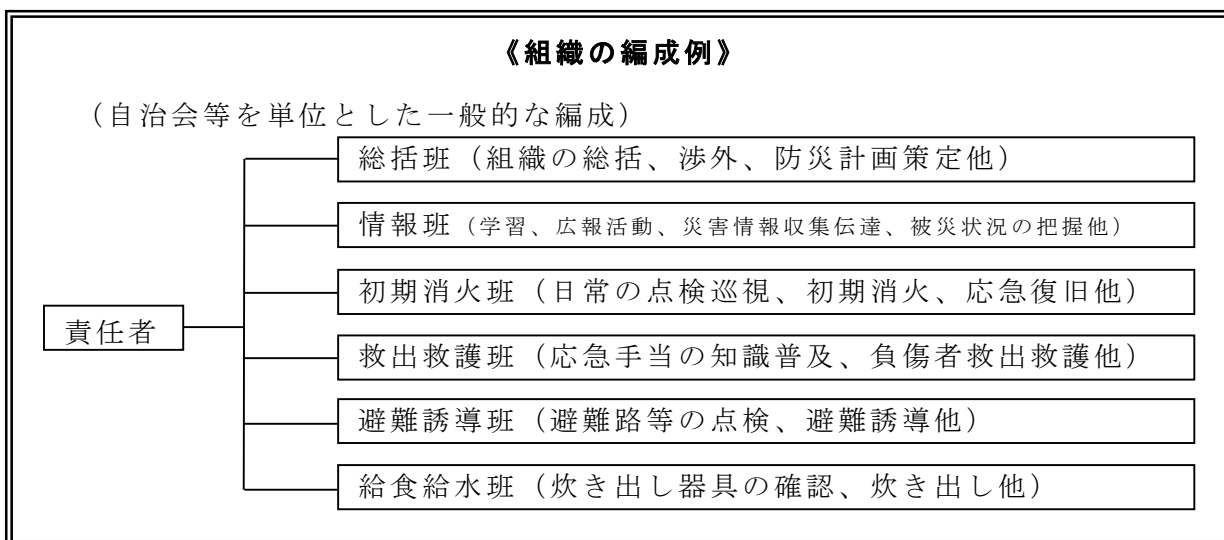 《組織の編成例》
（自治会等を単位とした一般的な編成）
総括班（組織の総括、渉外、防災計画策定他）
情報班（学習、広報活動、災害情報収集伝達、被災状況の把握他）
初期消火班（日常の点検巡視、初期消火、応急復旧他）
責任者
救出救護班（応急手当の知識普及、負傷者救出救護他）
避難誘導班（避難路等の点検、避難誘導他）
給食給水班（炊き出し器具の確認、炊き出し他）